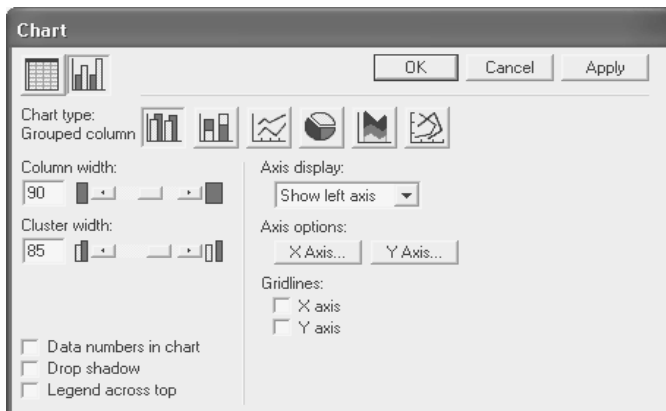 Chart
OK Cancel Apply
Chart type:
Grouped column
Column width:
90
Cluster width:
85
Data numbers in chart
Drop shadow
Legend across top
Axis display:
Show left axis
Axis options:
X Axis... Y Axis...
Gridlines:
X axis
Y axis